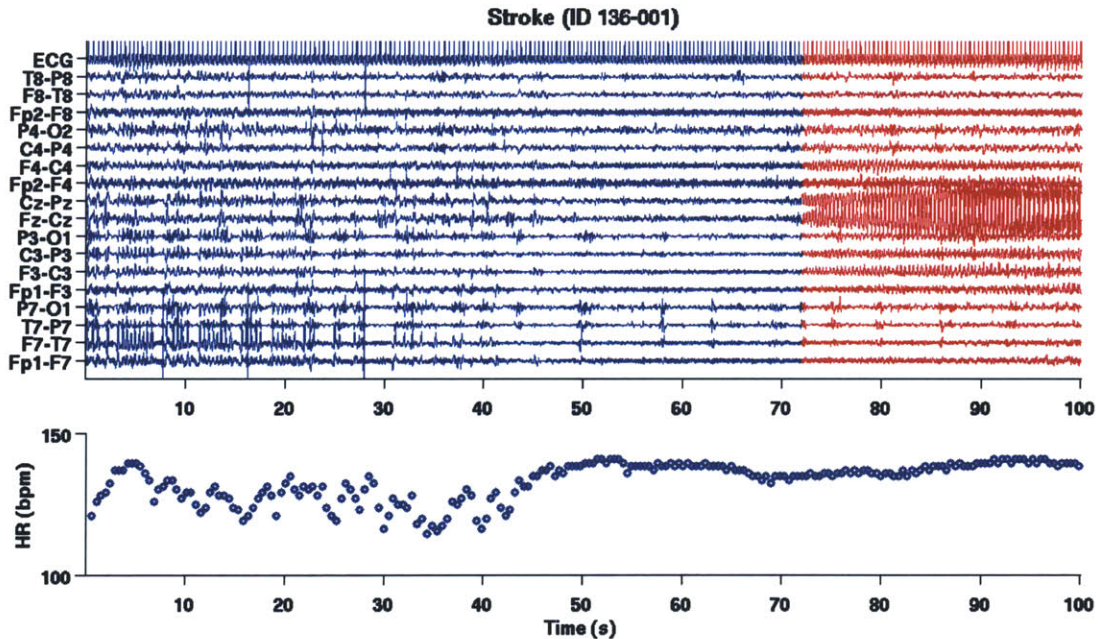 Stroke (ID 136-001)
ECG
T8-P8
F8-T8
Fp2-F8
P4-O2
C4-P4
F4-C4
Fp2-F4
Cz-Pz
Fz-Cz
P3-O1
C3-P3
F3-C3
Fp1-F3
P7-O1
T7-P7
F7-T7
Fp1-F7
10 20 30 40 50 60 70 80 90 100
150
HR (bpm)
100
10 20 30 40 50 60 70 80 90 100
Time (s)